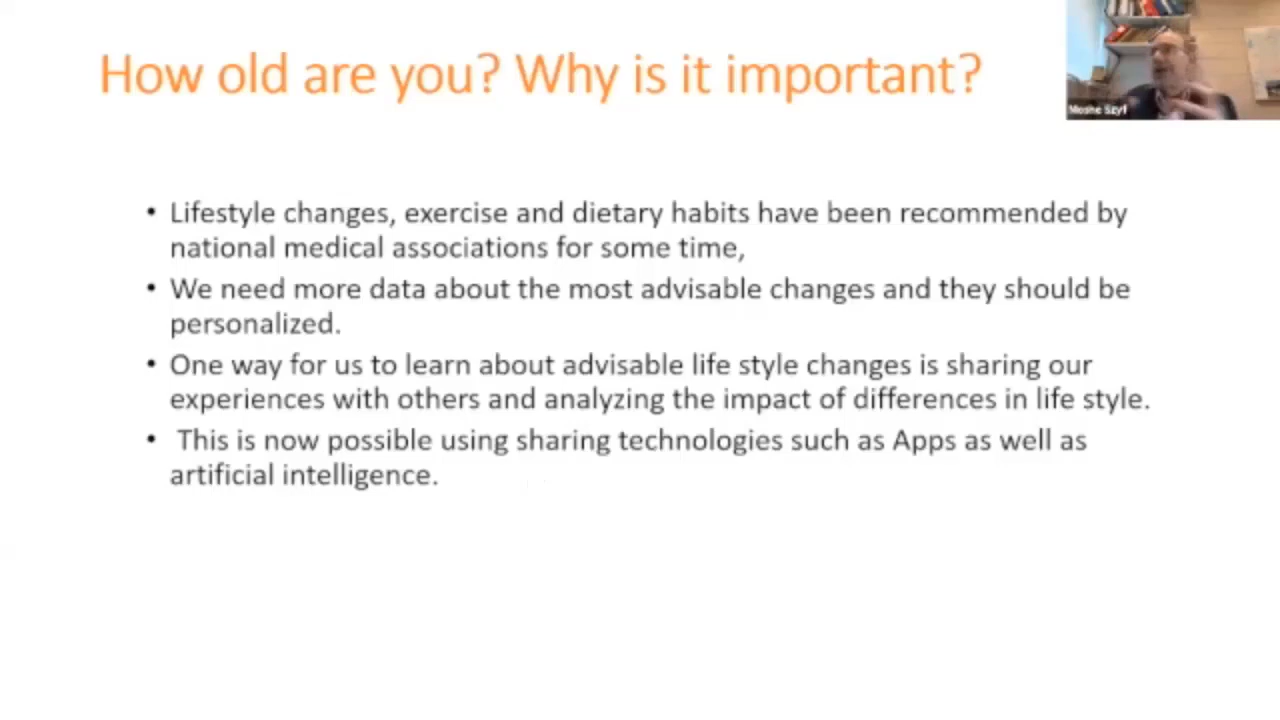 How old are you? Why is it important?
Moshe Szyf
• Lifestyle changes, exercise and dietary habits have been recommended by
national medical associations for some time,
• We need more data about the most advisable changes and they should be
personalized.
• One way for us to learn about advisable life style changes is sharing our
experiences with others and analyzing the impact of differences in life style.
• This is now possible using sharing technologies such as Apps as well as
artificial intelligence.